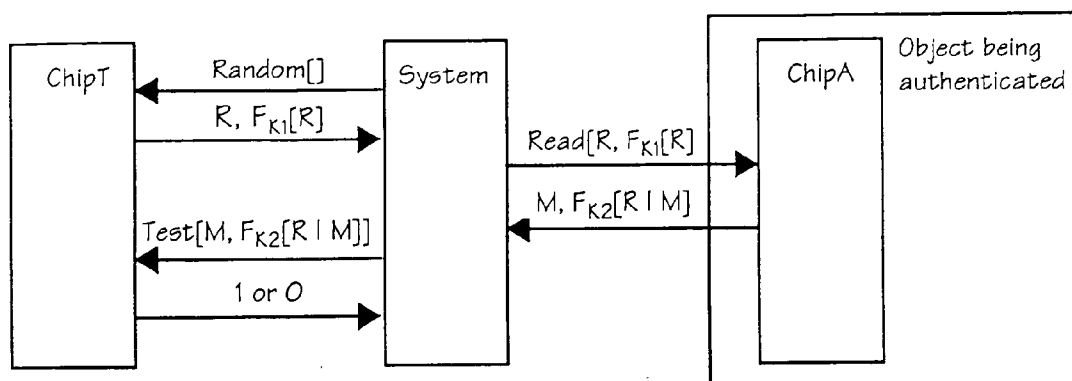 ChipT
Random[]
R, F_K1[R]
Test[M, F_K2[R | M]]
1 or 0
System
Read[R, F_K1[R]
M, F_K2[R | M]
ChipA
Object being
authenticated